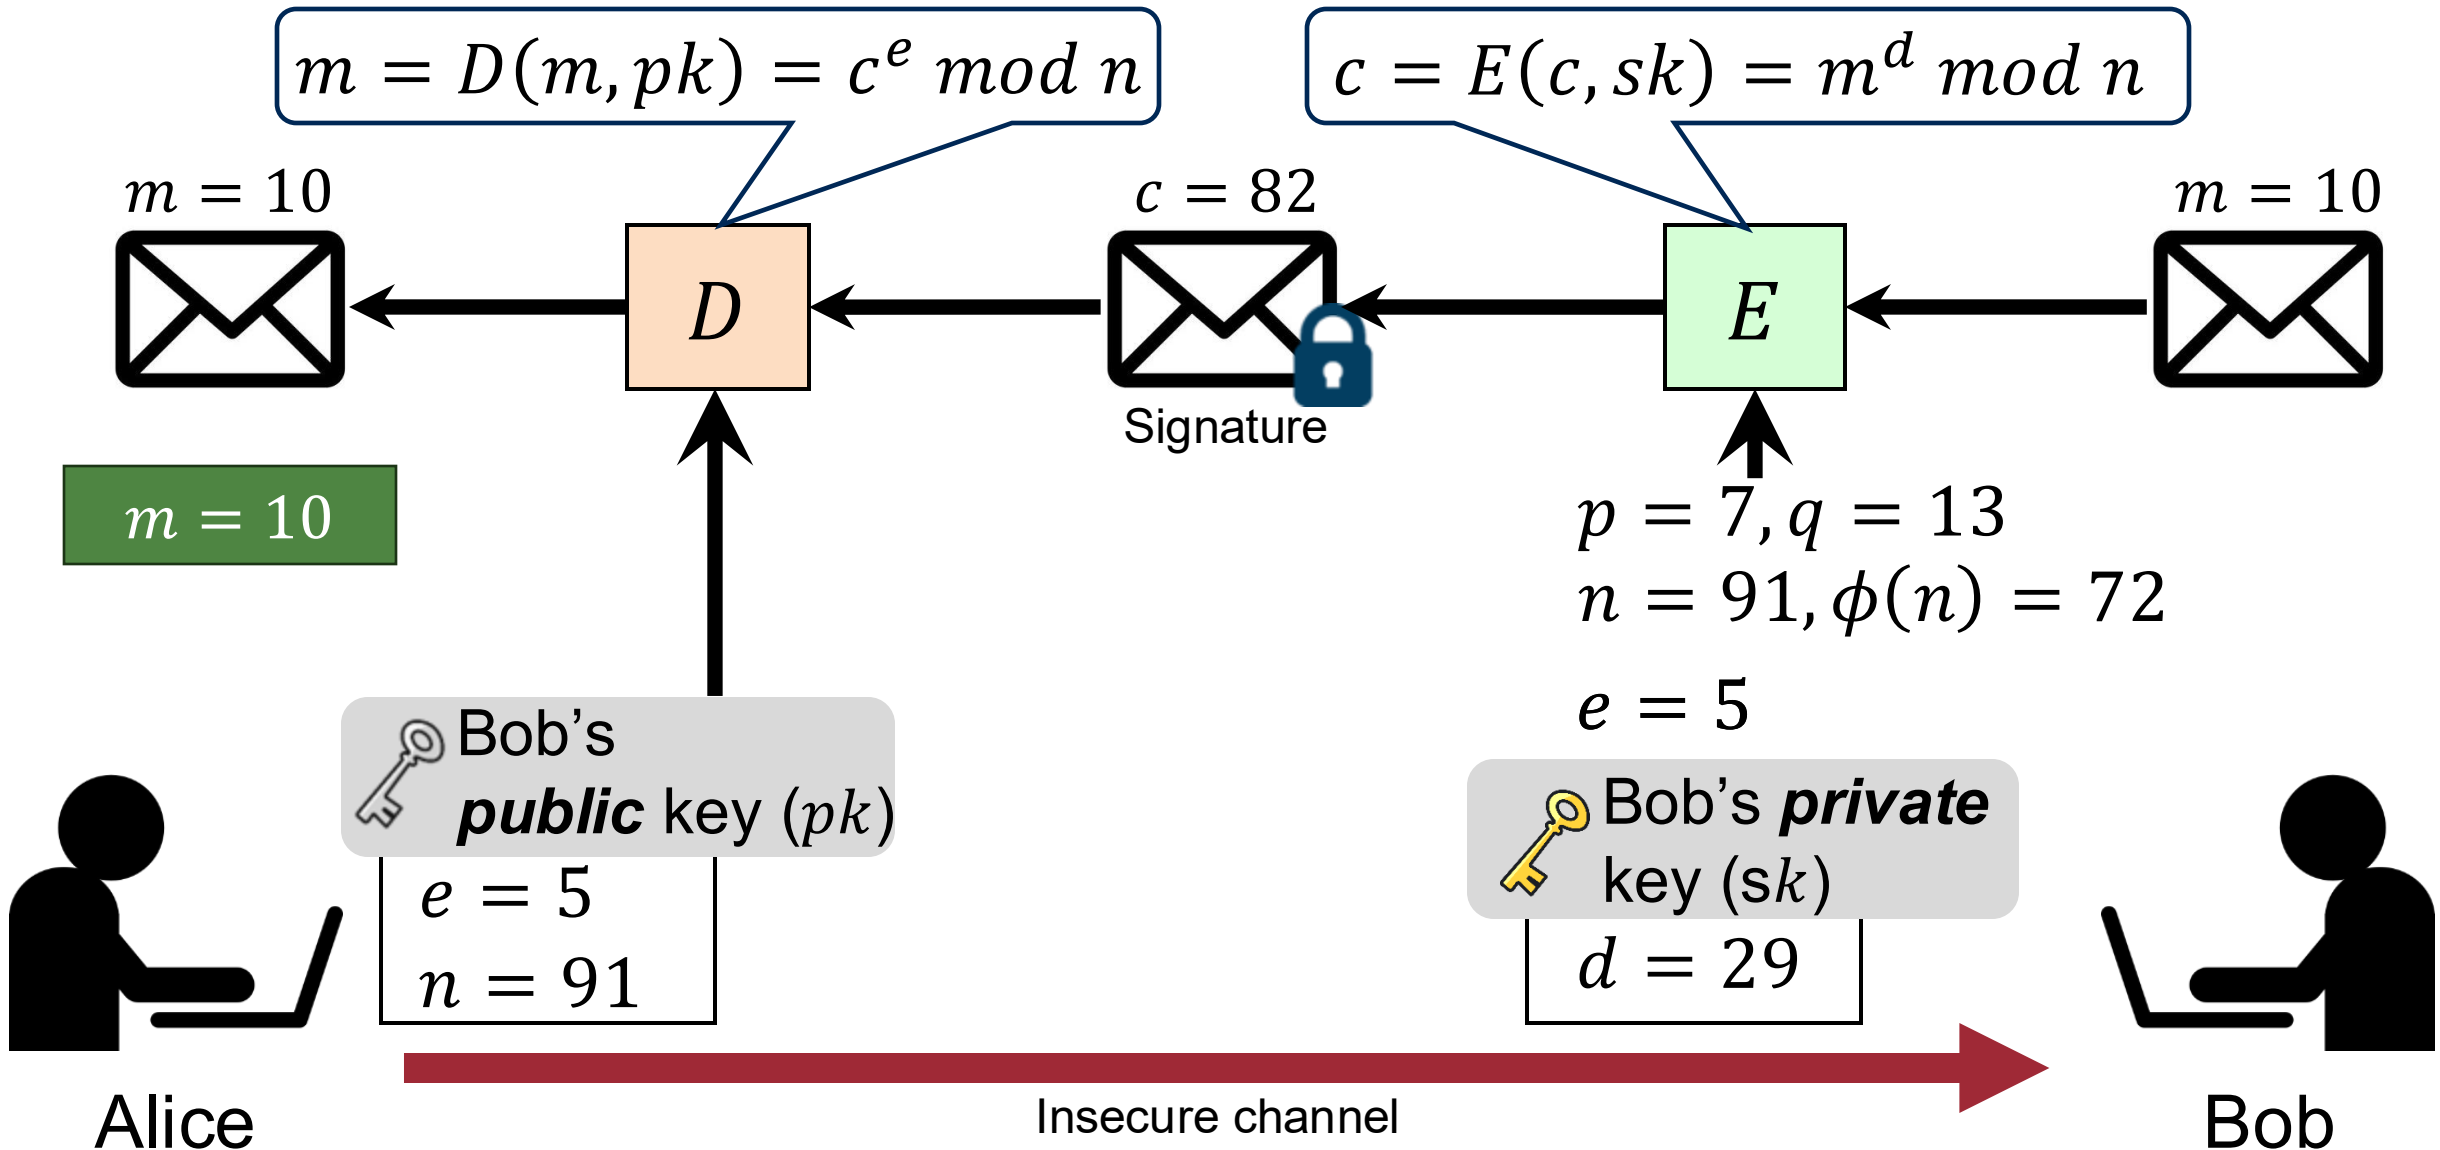 m = D(m, pk) = c^e mod n
c = E(c, sk) = m^d mod n
m = 10
c = 82
m = 10
D
E
Signature
m = 10
p = 7, q = 13
n = 91, ϕ(n) = 72
e = 5
Bob’s
public key (pk)
e = 5
n = 91
Bob’s private
key (sk)
d = 29
Insecure channel
Alice
Bob